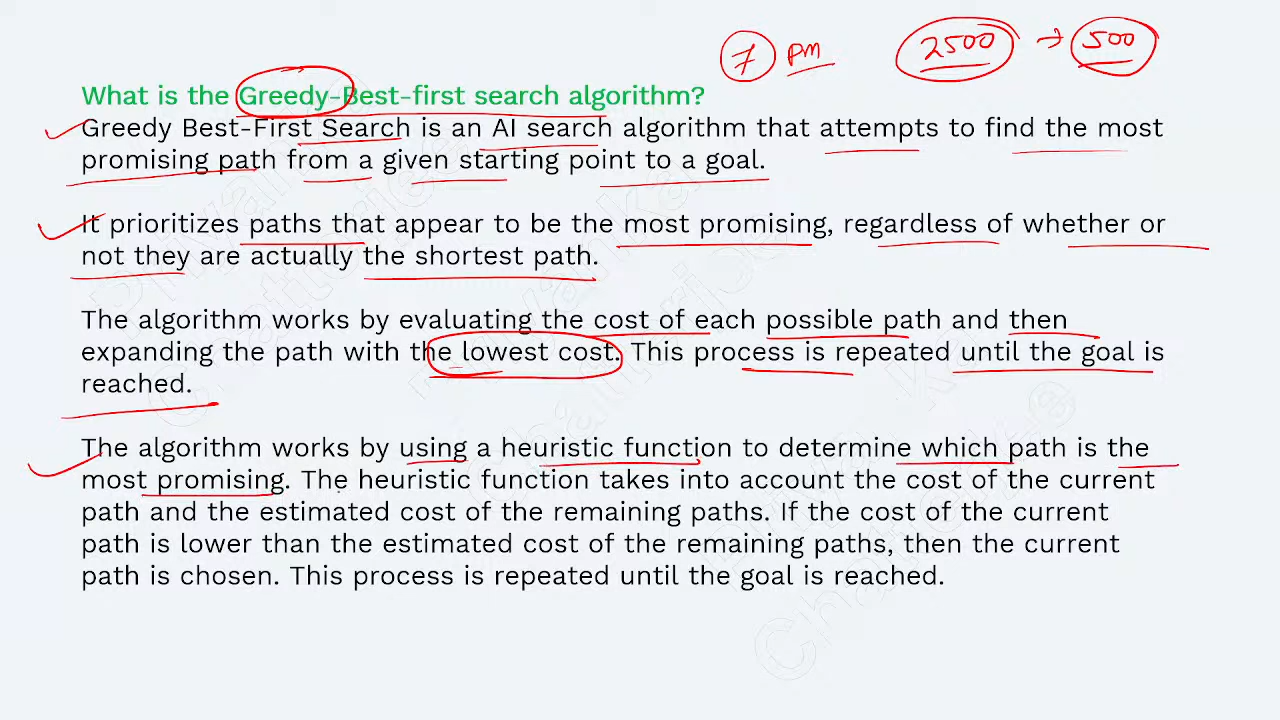 7 pm 2500 → 500
What is the Greedy-Best-first search algorithm?
Greedy Best-First Search is an AI search algorithm that attempts to find the most
promising path from a given starting point to a goal.
It prioritizes paths that appear to be the most promising, regardless of whether or
not they are actually the shortest path.
The algorithm works by evaluating the cost of each possible path and then
expanding the path with the lowest cost. This process is repeated until the goal is
reached.
The algorithm works by using a heuristic function to determine which path is the
most promising. The heuristic function takes into account the cost of the current
path and the estimated cost of the remaining paths. If the cost of the current
path is lower than the estimated cost of the remaining paths, then the current
path is chosen. This process is repeated until the goal is reached.